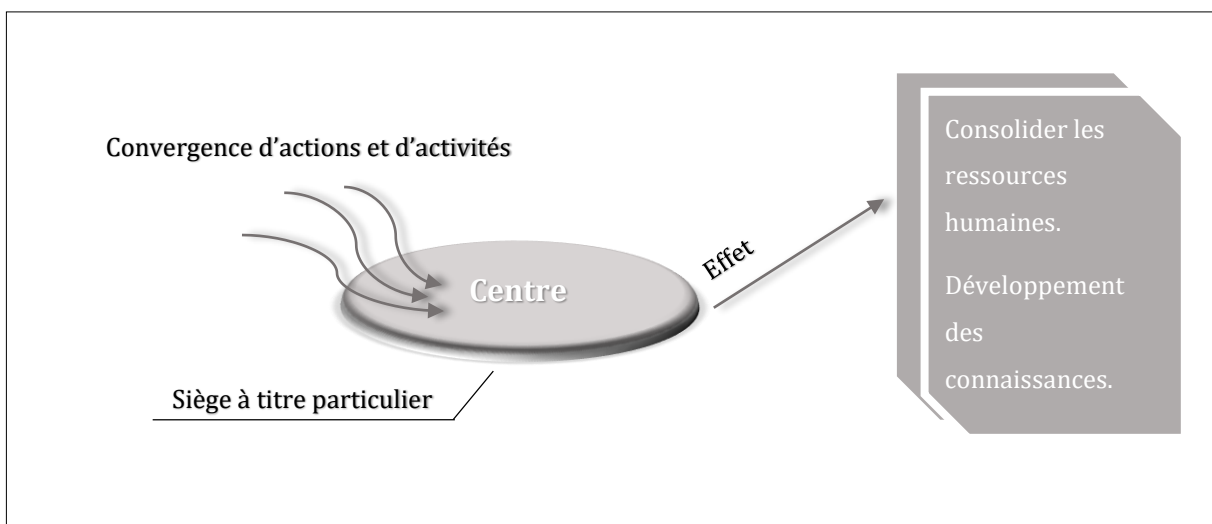 Convergence d’actions et d’activités
Centre
Siège à titre particulier
Effet
Consolider les
ressources
humaines.
Développement
des
connaissances.